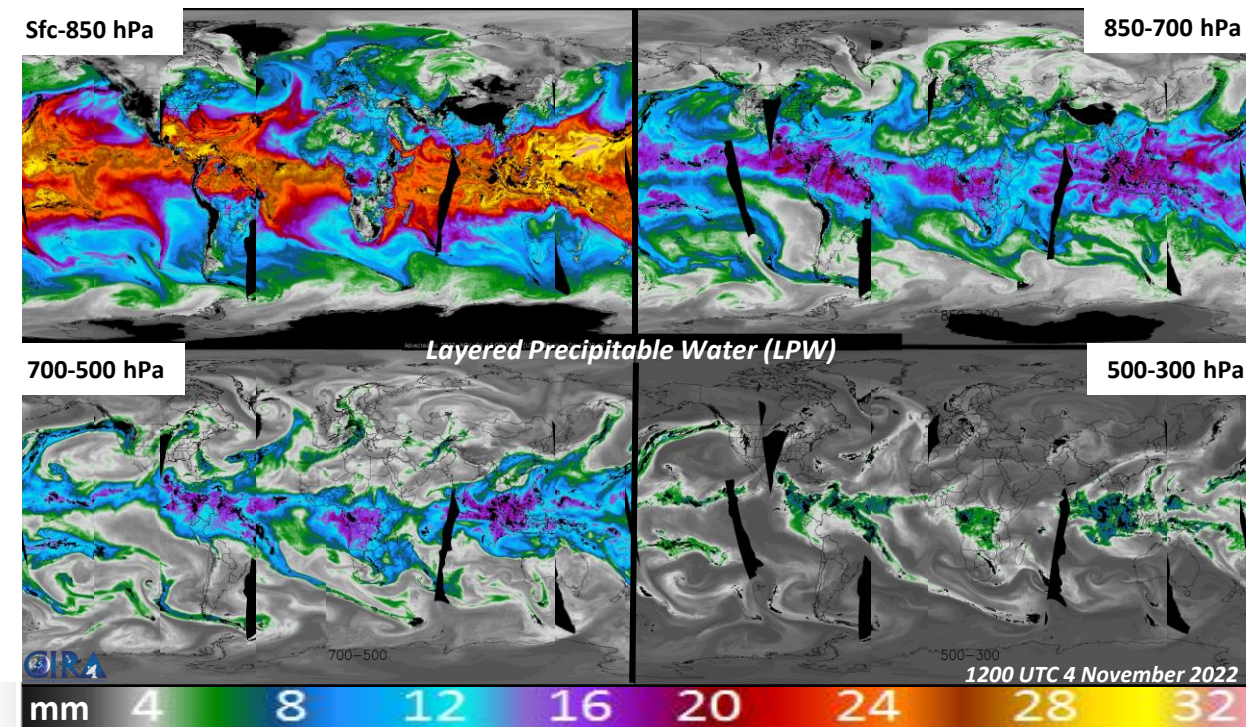 Sfc-850 hPa
850-700 hPa
Layered Precipitable Water (LPW)
700-500 hPa
500-300 hPa
700-500
500-300
CIRA
1200 UTC 4 November 2022
mm 4 8 12 16 20 24 28 32